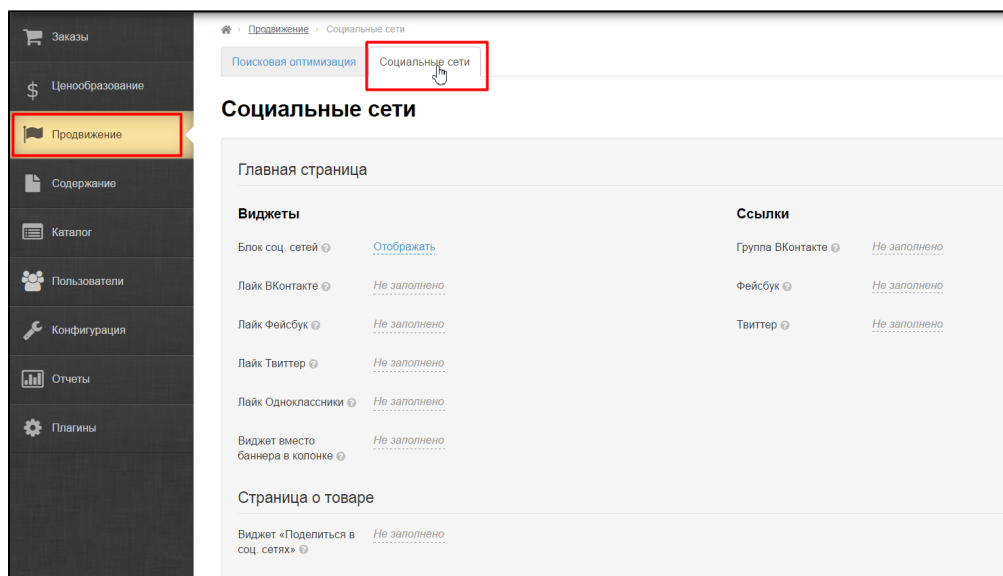 Заказы
Ценообразование
Продвижение
Содержание
Каталог
Пользователи
Конфигурация
Отчеты
Плагины
Продвижение Социальные сети
Поисковая оптимизация Социальные сети
Социальные сети
Главная страница
Виджеты
Блок соц. сетей Отображать
Лайк ВКонтакте Не заполнено
Лайк Фейсбук Не заполнено
Лайк Твиттер Не заполнено
Лайк Одноклассники Не заполнено
Виджет вместо Не заполнено
баннера в колонке
Ссылки
Группа ВКонтакте Не заполнено
Фейсбук Не заполнено
Твиттер Не заполнено
Страница о товаре
Виджет «Поделиться в Не заполнено
соц. сетях»